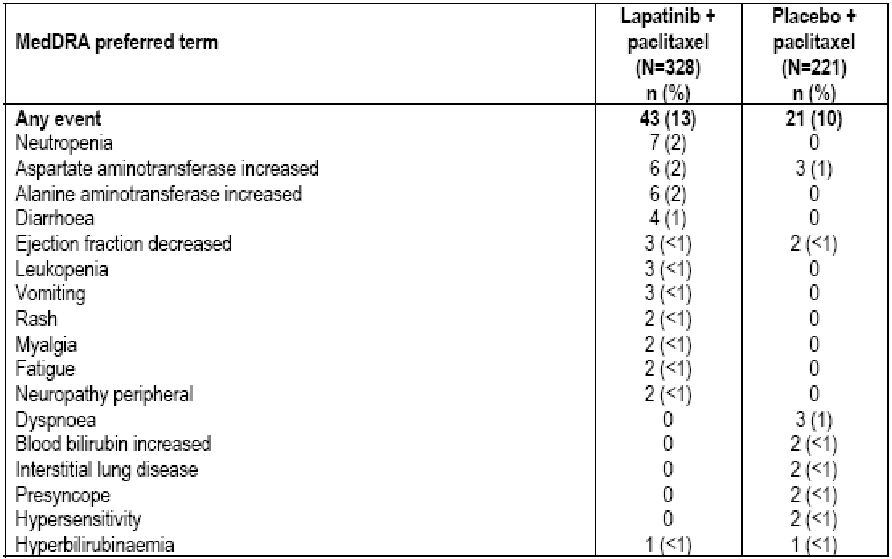 MedDRA preferred term Lapatinib + paclitaxel (N=328) n (%) Placebo + paclitaxel (N=221) n (%)
Any event 43 (13) 21 (10)
Neutropenia 7 (2) 0
Aspartate aminotransferase increased 6 (2) 3 (1)
Alanine aminotransferase increased 6 (2) 0
Diarrhoea 4 (1) 0
Ejection fraction decreased 3 (<1) 2 (<1)
Leukopenia 3 (<1) 0
Vomiting 3 (<1) 0
Rash 2 (<1) 0
Myalgia 2 (<1) 0
Fatigue 2 (<1) 0
Neuropathy peripheral 2 (<1) 0
Dyspnoea 0 3 (1)
Blood bilirubin increased 0 2 (<1)
Interstitial lung disease 0 2 (<1)
Presyncope 0 2 (<1)
Hypersensitivity 0 2 (<1)
Hyperbilirubinaemia 1 (<1) 1 (<1)